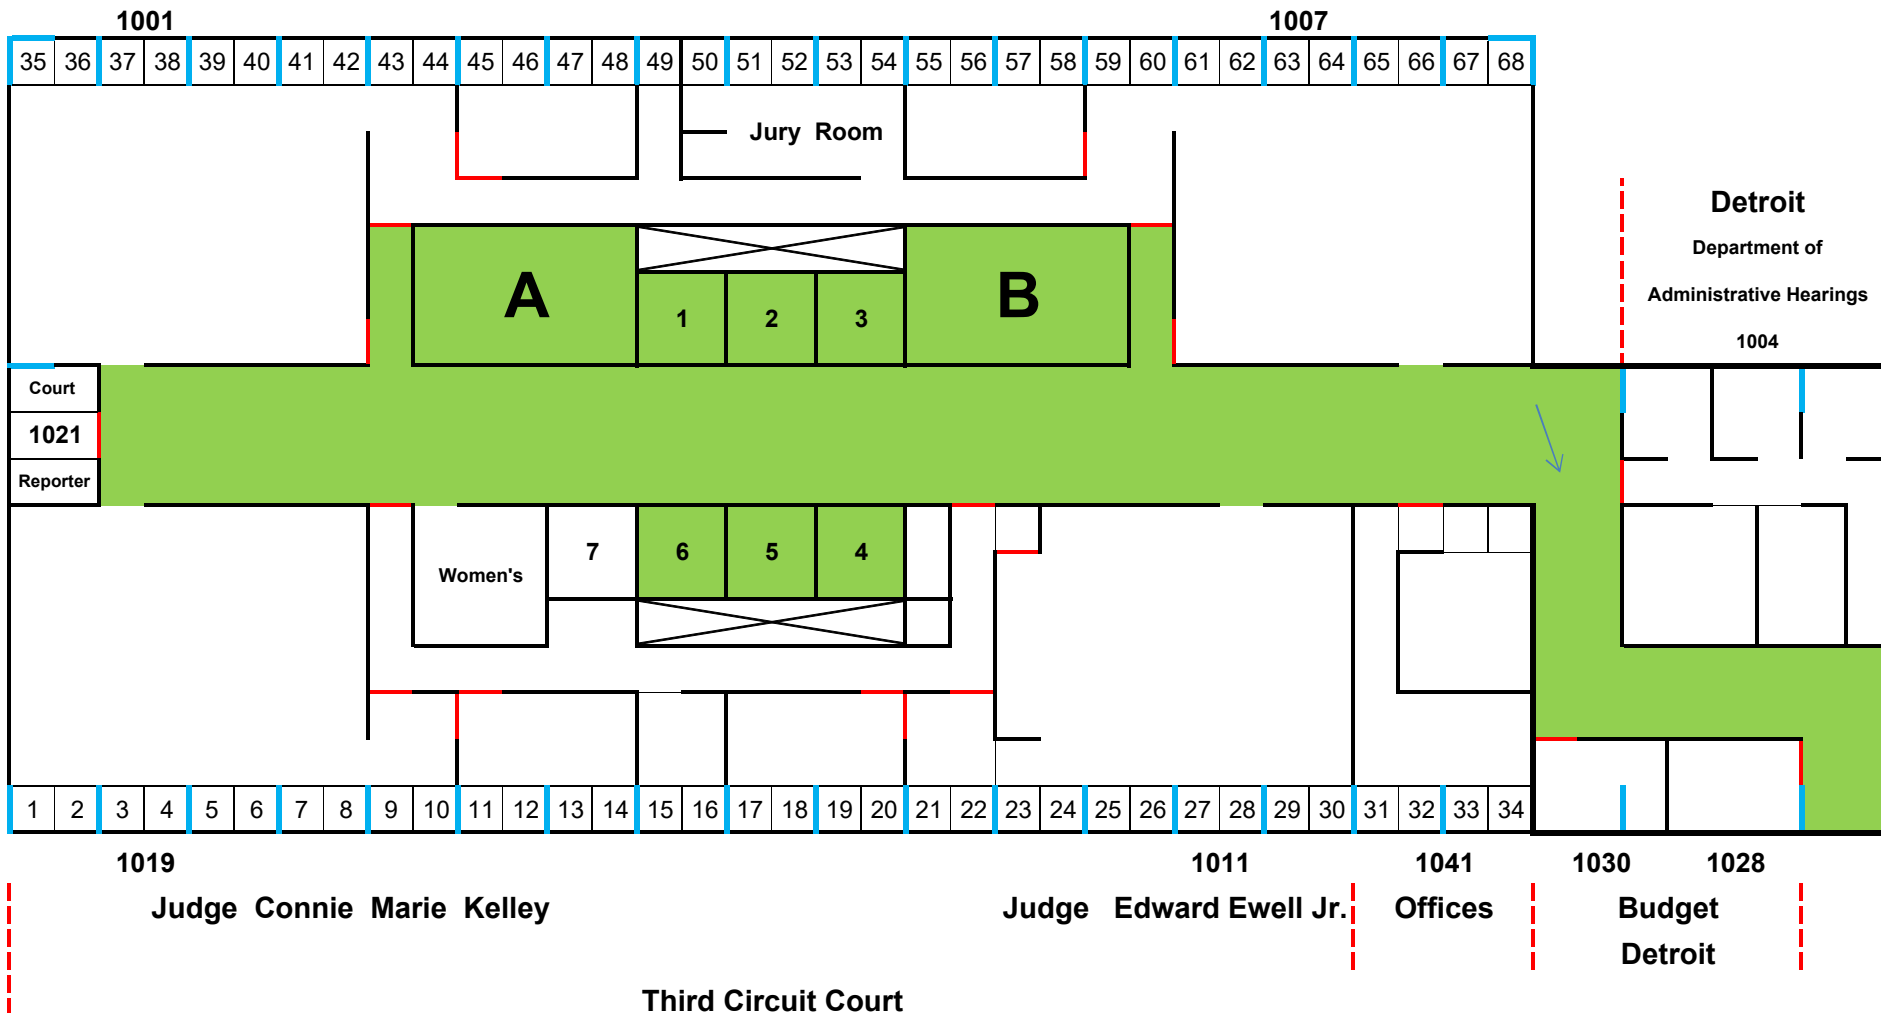 1001 1007
35 36 37 38 39 40 41 42 43 44 45 46 47 48 49 50 51 52 53 54 55 56 57 58 59 60 61 62 63 64 65 66 67 68
Jury Room
Detroit
Department of
Administrative Hearings
1004
A B
1 2 3
Court
1021
Reporter
7 6 5 4
Women's
1 2 3 4 5 6 7 8 9 10 11 12 13 14 15 16 17 18 19 20 21 22 23 24 25 26 27 28 29 30 31 32 33 34
1019 1011 1041 1030 1028
Judge Connie Marie Kelley Judge Edward Ewell Jr. Offices Budget
Detroit
Third Circuit Court